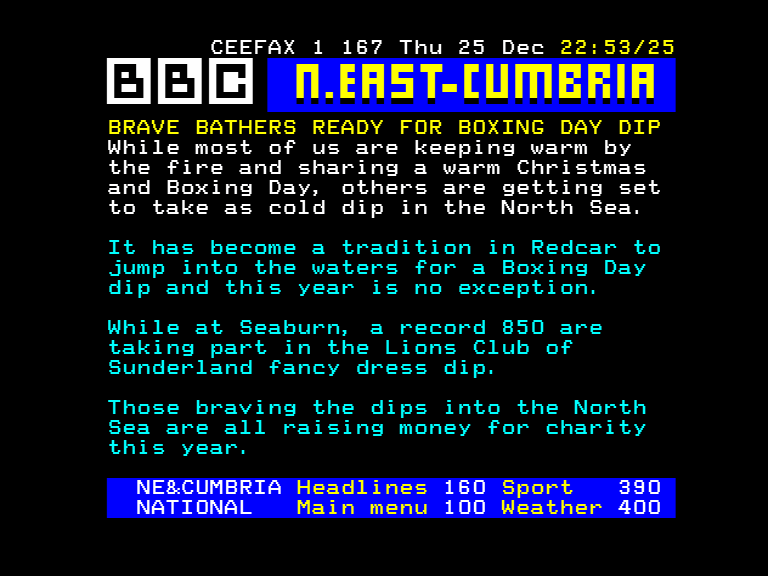 CEEFAX 1 167 Thu 25 Dec 22:53/25
BBC N.EAST-CUMBRIA
BRAVE BATHERS READY FOR BOXING DAY DIP
While most of us are keeping warm by
the fire and sharing a warm Christmas
and Boxing Day, others are getting set
to take as cold dip in the North Sea.
It has become a tradition in Redcar to
jump into the waters for a Boxing Day
dip and this year is no exception.
While at Seaburn, a record 850 are
taking part in the Lions Club of
Sunderland fancy dress dip.
Those braving the dips into the North
Sea are all raising money for charity
this year.
NE&CUMBRIA Headlines 160 Sport 390
NATIONAL Main menu 100 Weather 400